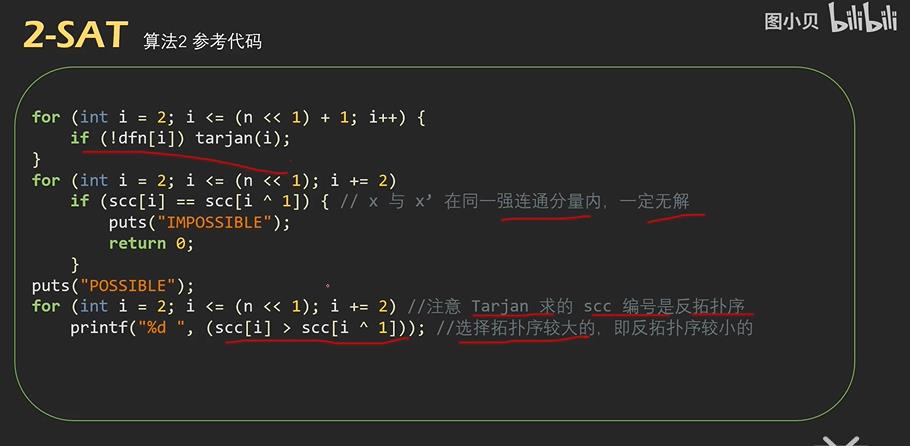 2-SAT 算法2 参考代码
图小贝 bilibili
for (int i = 2; i <= (n << 1) + 1; i++) {
    if (!dfn[i]) tarjan(i);
}
for (int i = 2; i <= (n << 1); i += 2)
    if (scc[i] == scc[i ^ 1]) { // x 与 x’ 在同一强连通分量内，一定无解
        puts("IMPOSSIBLE");
        return 0;
    }
puts("POSSIBLE");
for (int i = 2; i <= (n << 1); i += 2) //注意 Tarjan 求的 scc 编号是反拓扑序
    printf("%d ", (scc[i] > scc[i ^ 1])); //选择拓扑序较大的，即反拓扑序较小的